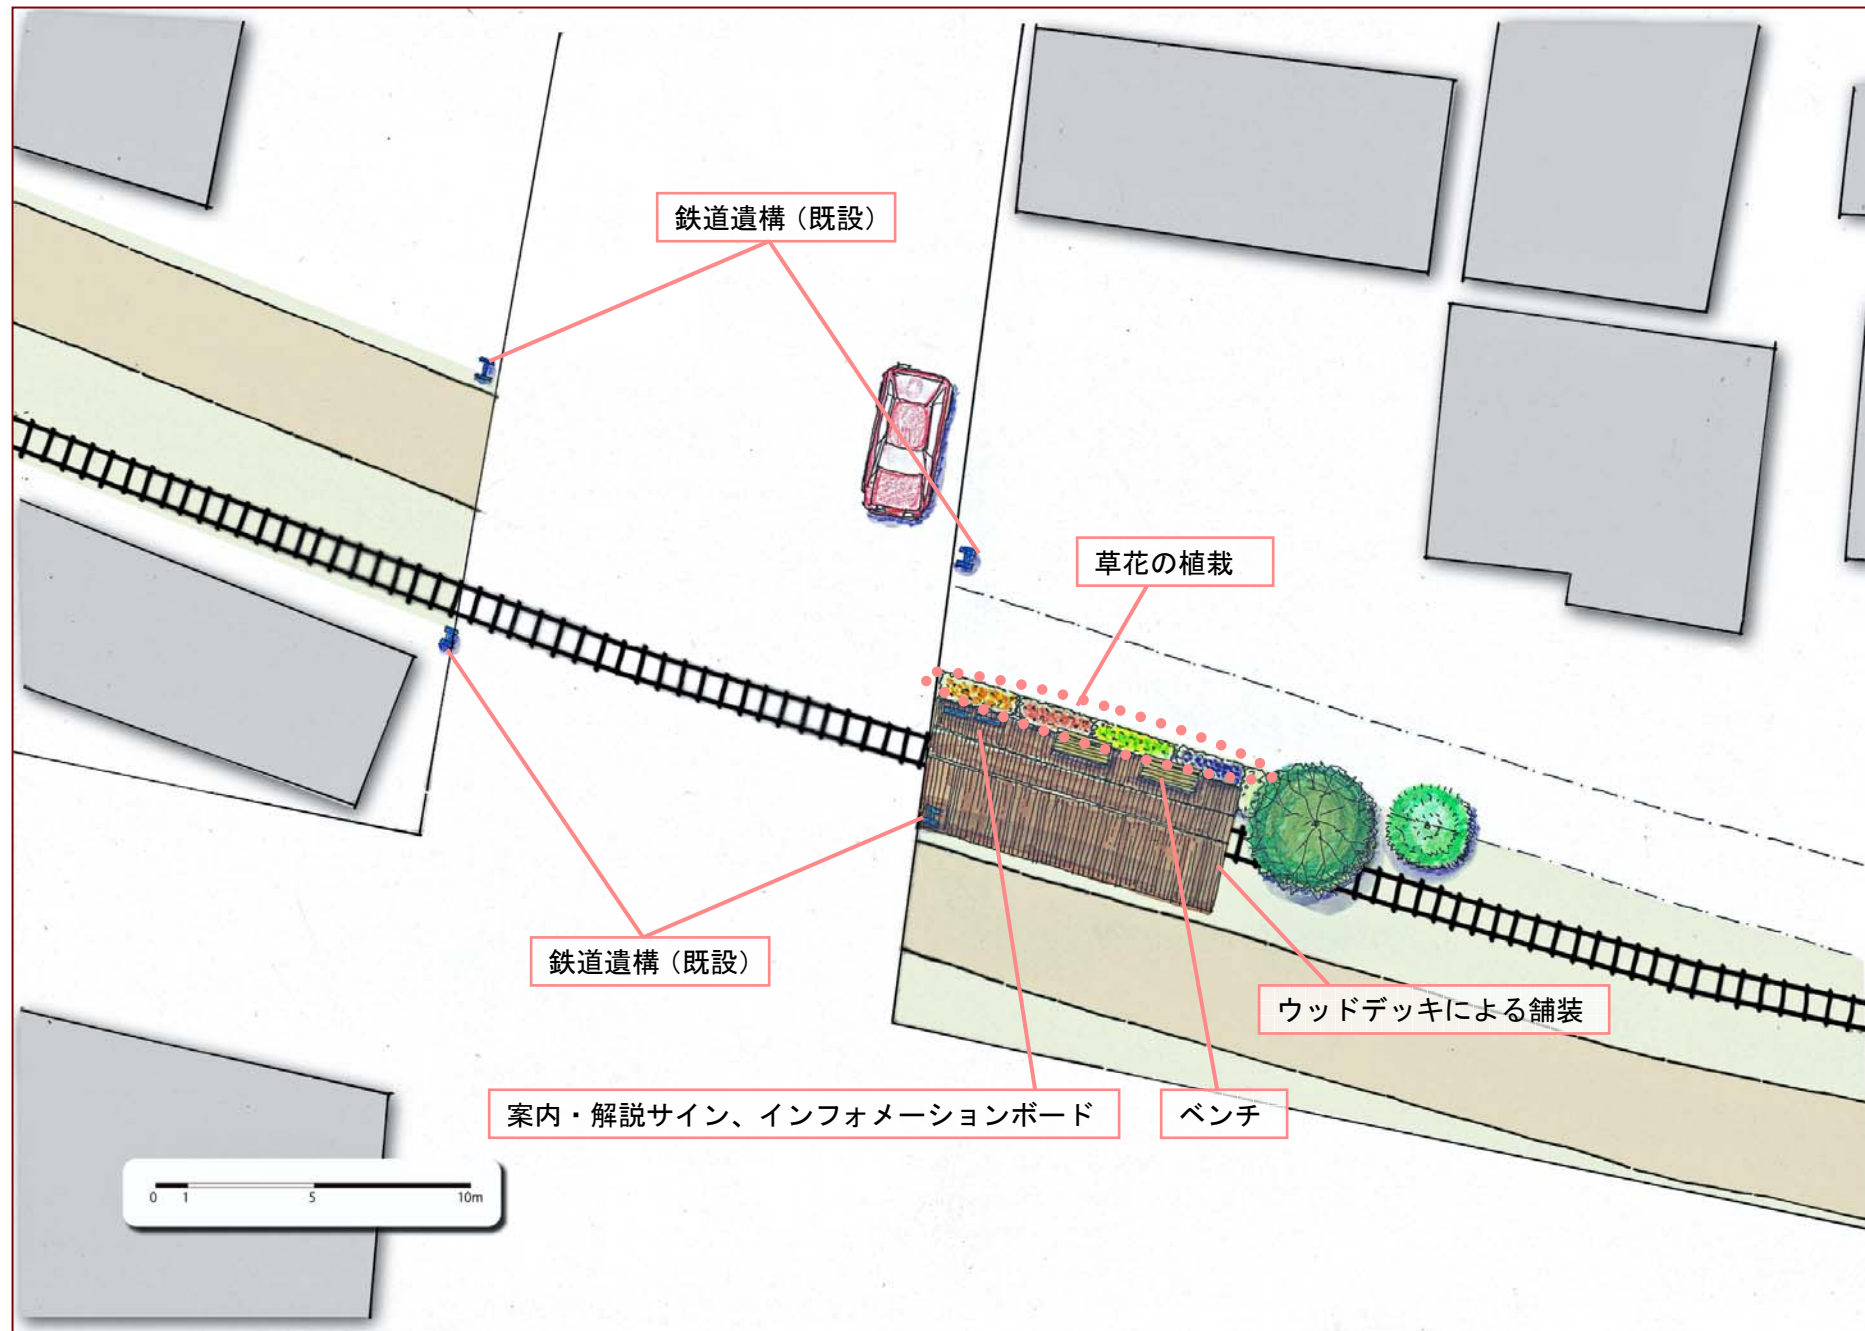 鉄道遺構（既設）
草花の植栽
鉄道遺構（既設）
ウッドデッキによる舗装
案内・解説サイン、インフォメーションボード
ベンチ
0 1 5 10m